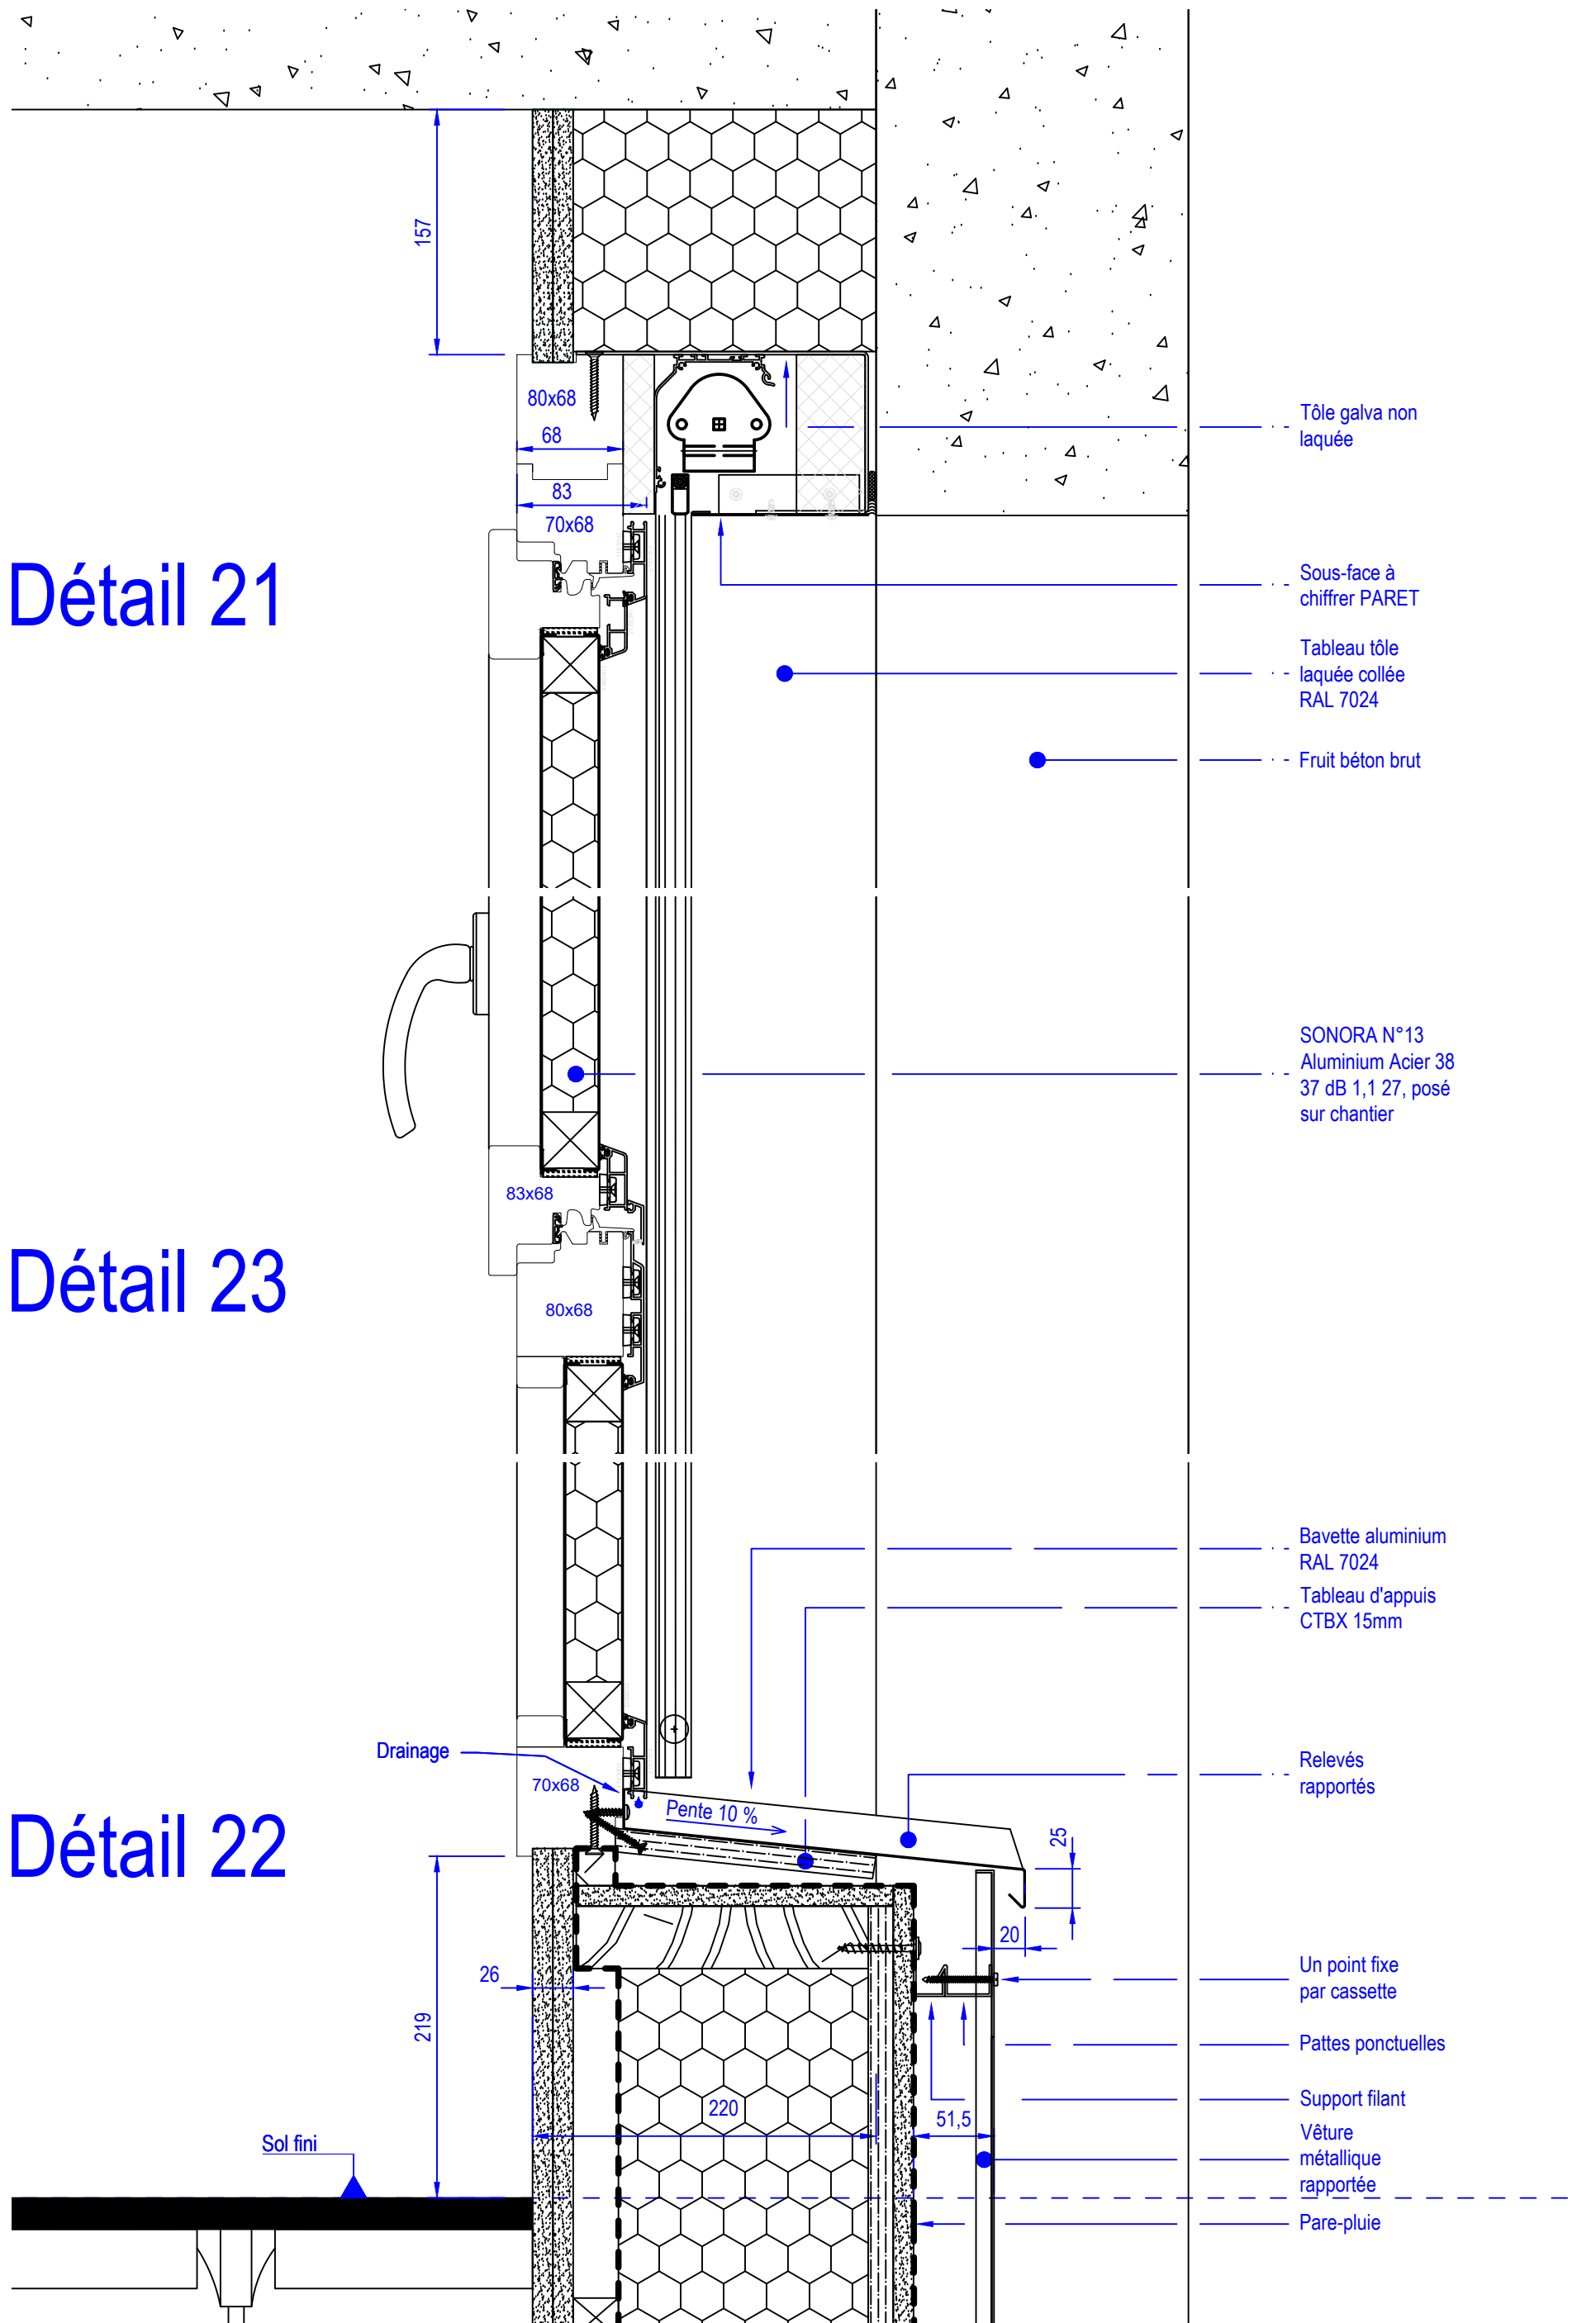 157
80x68
68
83
70x68
Tôle galva non
laquée
Détail 21
Sous-face à
chiffrer PARET
Tableau tôle
laquée collée
RAL 7024
Fruit béton brut
SONORA N°13
Aluminium Acier 38
37 dB 1,1 27, posé
sur chantier
83x68
Détail 23
80x68
Bavette aluminium
RAL 7024
Tableau d'appuis
CTBX 15mm
Drainage
70x68
Pente 10 %
Relevés
rapportés
Détail 22
25
20
26
219
Un point fixe
par cassette
Pattes ponctuelles
220
51,5
Support filant
Vêture
métallique
rapportée
Sol fini
Pare-pluie